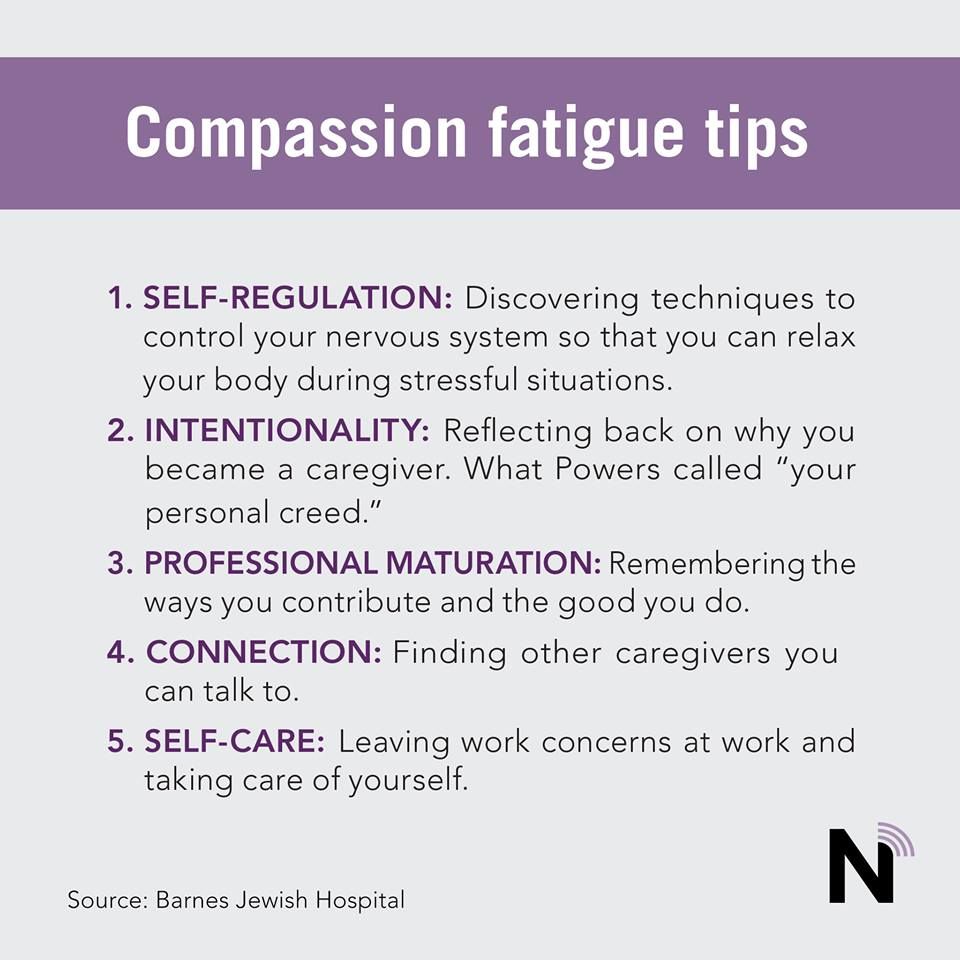 Compassion fatigue tips
1. SELF-REGULATION: Discovering techniques to
control your nervous system so that you can relax
your body during stressful situations.
2. INTENTIONALITY: Reflecting back on why you
became a caregiver. What Powers called “your
personal creed.”
3. PROFESSIONAL MATURATION: Remembering the
ways you contribute and the good you do.
4. CONNECTION: Finding other caregivers you
can talk to.
5. SELF-CARE: Leaving work concerns at work and
taking care of yourself.
N
Source: Barnes Jewish Hospital